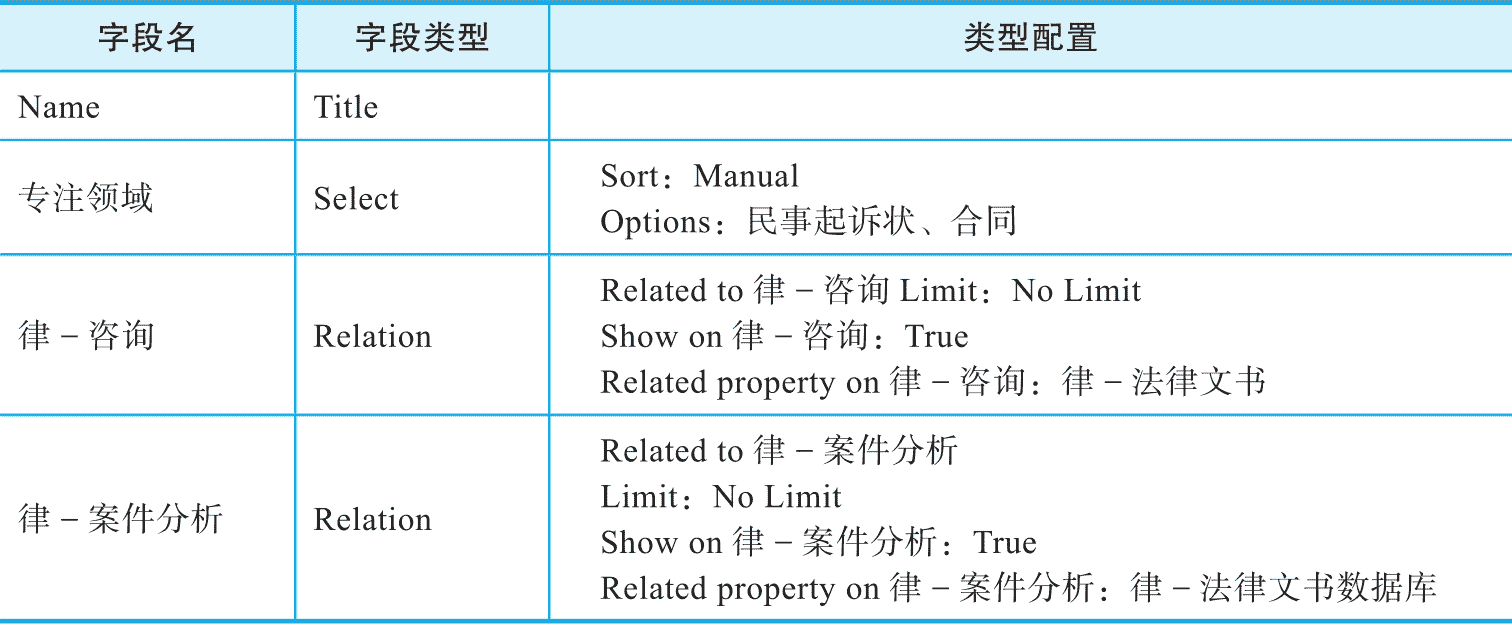 字段名 字段类型 类型配置
Name Title
专注领域 Select Sort：Manual
Options：民事起诉状、合同
律 – 咨询 Relation Related to 律 – 咨询 Limit：No Limit
Show on 律 – 咨询：True
Related property on 律 – 咨询：律 – 法律文书
律 – 案件分析 Relation Related to 律 – 案件分析
Limit：No Limit
Show on 律 – 案件分析：True
Related property on 律 – 案件分析：律 – 法律文书数据库